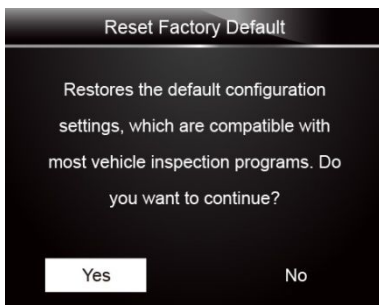 Reset Factory Default
Restores the default configuration
settings, which are compatible with
most vehicle inspection programs. Do
you want to continue?
Yes No